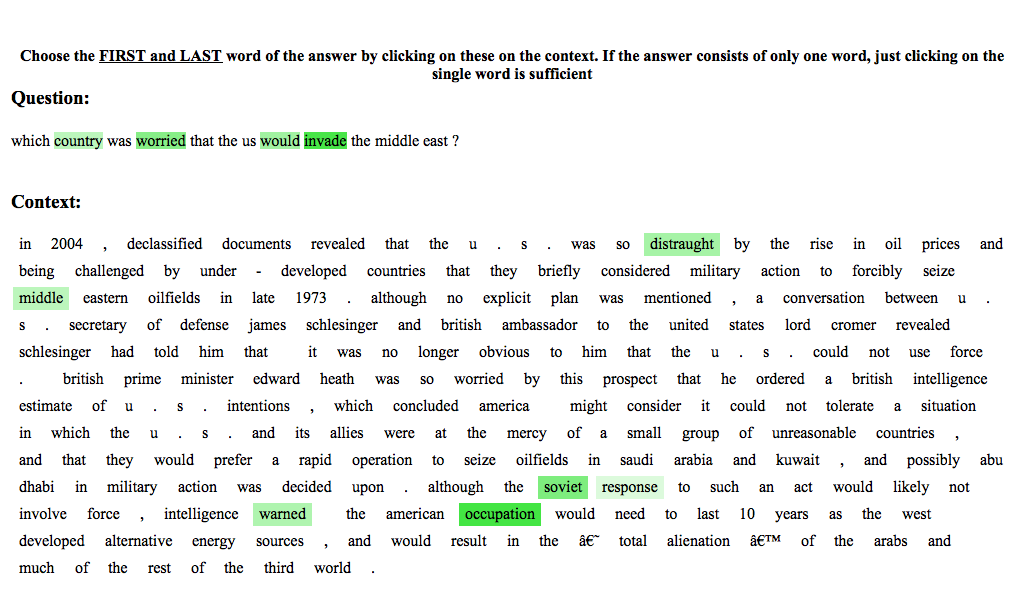 Choose the FIRST and LAST word of the answer by clicking on these on the context. If the answer consists of only one word, just clicking on the
single word is sufficient
Question:
which country was worried that the us would invade the middle east ?
Context:
in 2004 , declassified documents revealed that the u . s . was so distraught by the rise in oil prices and
being challenged by under - developed countries that they briefly considered military action to forcibly seize
middle eastern oilfields in late 1973 . although no explicit plan was mentioned , a conversation between u .
s . secretary of defense james schlesinger and british ambassador to the united states lord cromer revealed
schlesinger had told him that it was no longer obvious to him that the u . s . could not use force
. british prime minister edward heath was so worried by this prospect that he ordered a british intelligence
estimate of u . s . intentions , which concluded america might consider it could not tolerate a situation
in which the u . s . and its allies were at the mercy of a small group of unreasonable countries ,
and that they would prefer a rapid operation to seize oilfields in saudi arabia and kuwait , and possibly abu
dhabi in military action was decided upon . although the soviet response to such an act would likely not
involve force , intelligence warned the american occupation would need to last 10 years as the west
developed alternative energy sources , and would result in the â€˜ total alienation â€™ of the arabs and
much of the rest of the third world .